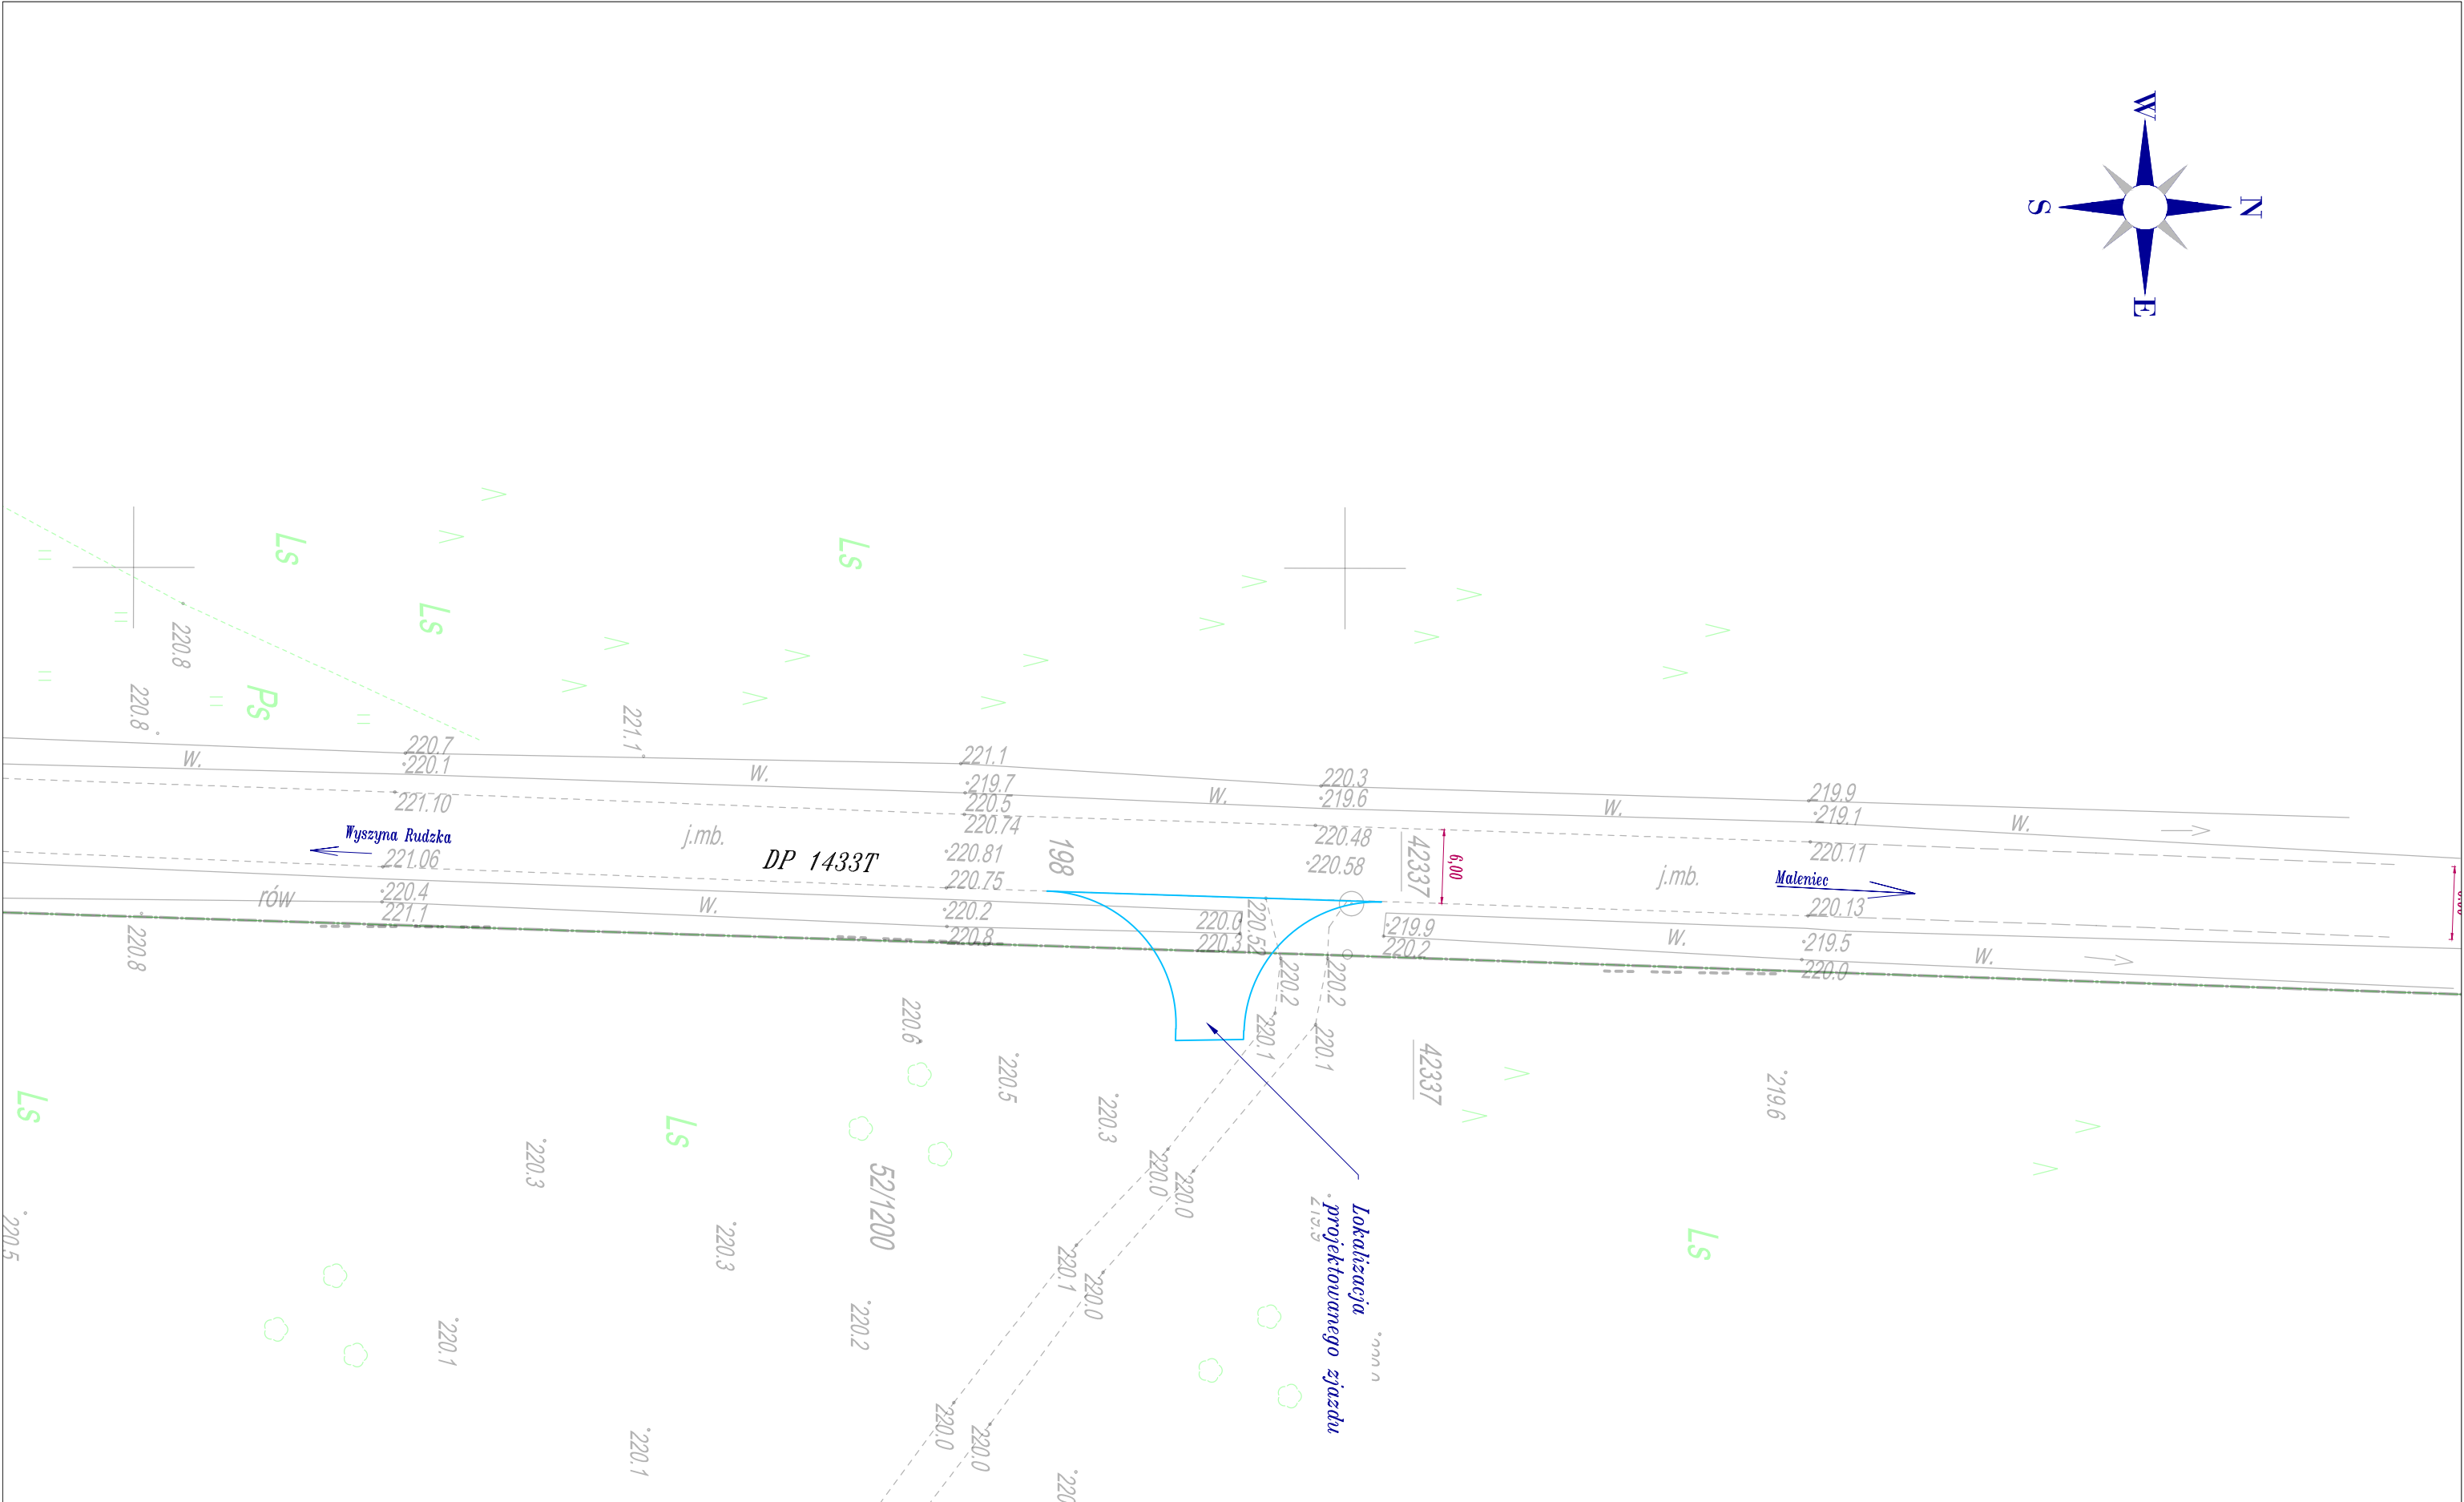 W
N
S
E
Ls
Ls
Ls
Ps
220.8
220.8
221.1
220.7
220.1
221.10
W.
W.
221.1
219.7
220.5
220.74
W.
220.3
219.6
220.48
W.
219.9
219.1
220.11
W.
Wyszyna Rudzka
221.06
j.mb.
DP 1433T
220.81
220.75
198
220.58
42337
6,00
j.mb.
Maleniec
220.13
rów
220.4
221.1
W.
220.2
220.8
220.0
220.3
220.52
219.9
220.2
W.
219.5
220.0
W.
220.8
220.6
220.5
220.3
220.2
220.2
220.1
220.1
42337
219.6
Ls
Ls
Ls
220.3
220.3
52/1200
220.0
220.0
220.1
220.0
220.2
220.1
220.1
220.0
220.0
220.5
Lokalizacja
projektowanego zjazdu